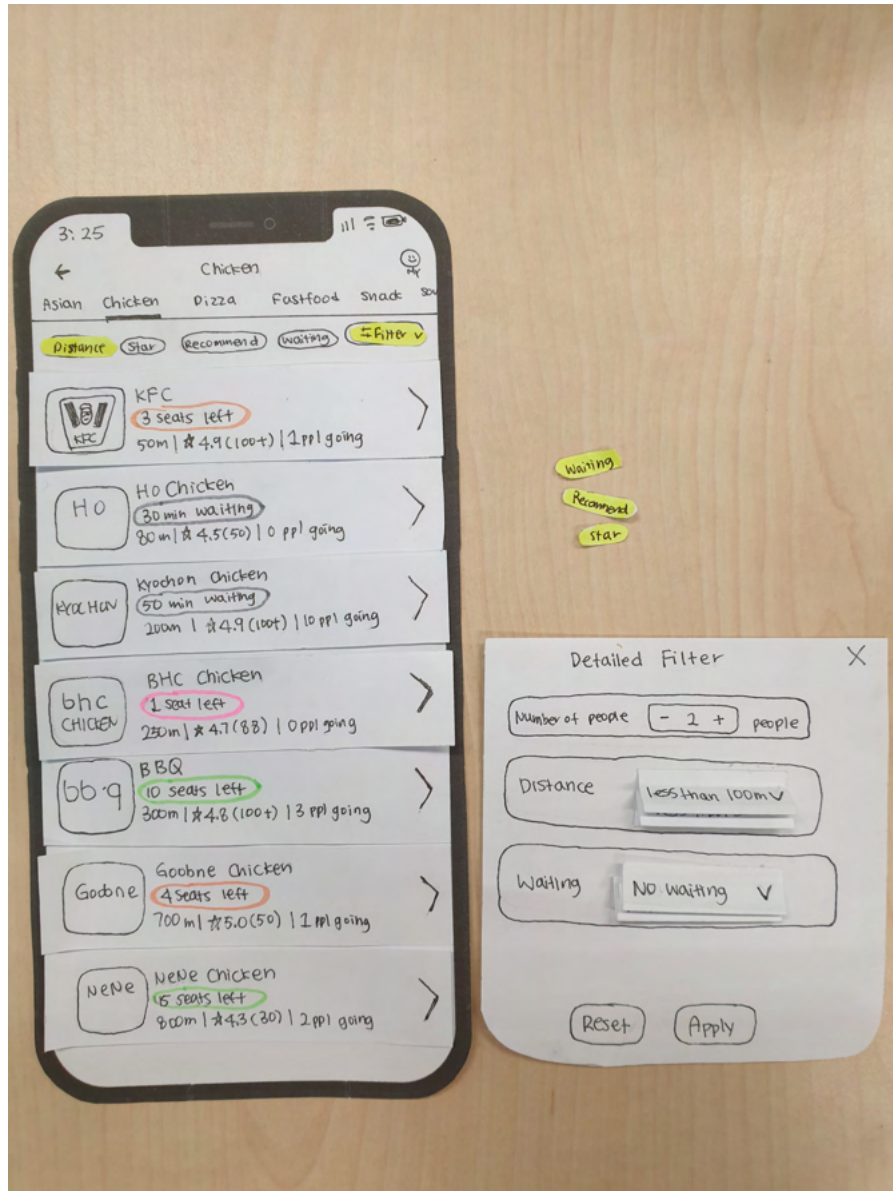 3:25
Chicken
MY
Asian Chicken Pizza Fastfood Snack Sou
Distance Star Recommend Waiting Filter
KFC
KFC
3 seats left
50m | ☆ 4.9 (100+) | 1 ppl going
HO
Ho Chicken
30 min waiting
80m | ☆ 4.5 (50) | 0 ppl going
KYOCHON
Kyochon Chicken
50 min waiting
200m | ☆ 4.9 (100+) | 10 ppl going
bhc
CHICKEN
BHC Chicken
1 seat left
250m | ☆ 4.7 (88) | 0 ppl going
bb.q
BBQ
10 seats left
300m | ☆ 4.8 (100+) | 3 ppl going
Goobne
Goobne Chicken
4 seats left
700m | ☆ 5.0 (50) | 1 ppl going
NeNe
NeNe Chicken
15 seats left
800m | ☆ 4.3 (30) | 2 ppl going
Waiting
Recommend
Star
Detailed Filter X
Number of people - 2 + people
Distance less than 100m
Waiting No waiting
Reset Apply